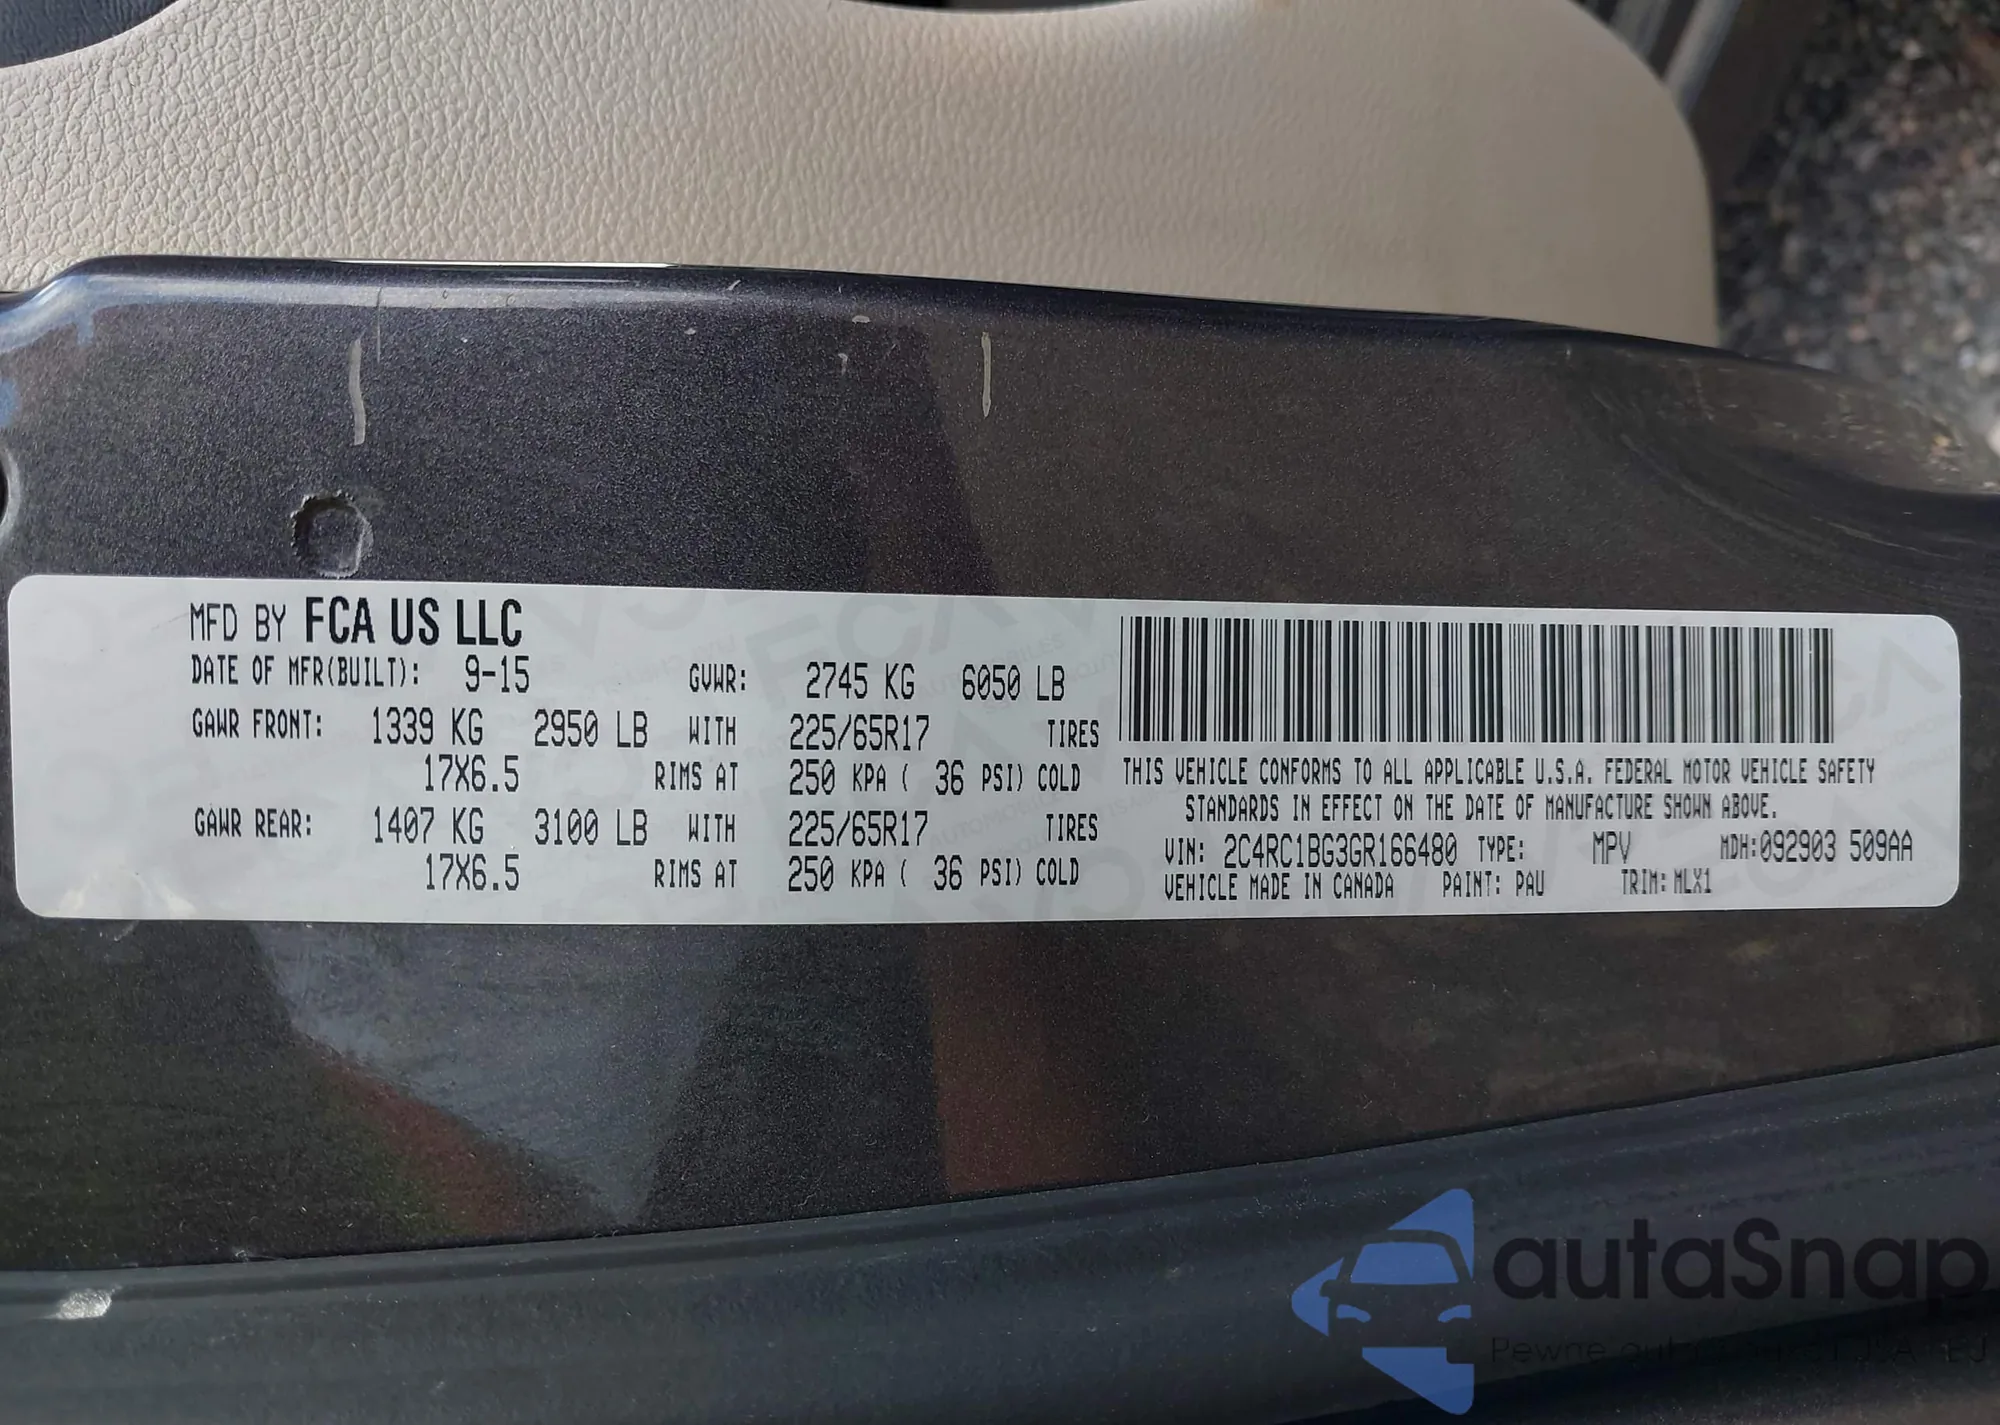 MFD BY FCA US LLC
DATE OF MFR(BUILT): 9-15 GVWR: 2745 KG 6050 LB
GAWR FRONT: 1339 KG 2950 LB WITH 225/65R17 TIRES
17X6.5 RIMS AT 250 KPA ( 36 PSI) COLD
GAWR REAR: 1407 KG 3100 LB WITH 225/65R17 TIRES
17X6.5 RIMS AT 250 KPA ( 36 PSI) COLD
THIS VEHICLE CONFORMS TO ALL APPLICABLE U.S.A. FEDERAL MOTOR VEHICLE SAFETY
STANDARDS IN EFFECT ON THE DATE OF MANUFACTURE SHOWN ABOVE.
VIN: 2C4RC1BG3GR166480 TYPE: MPV MDH:092903 509AA
VEHICLE MADE IN CANADA PAINT: PAU TRIM: MLX1
autaSnap
Pewne